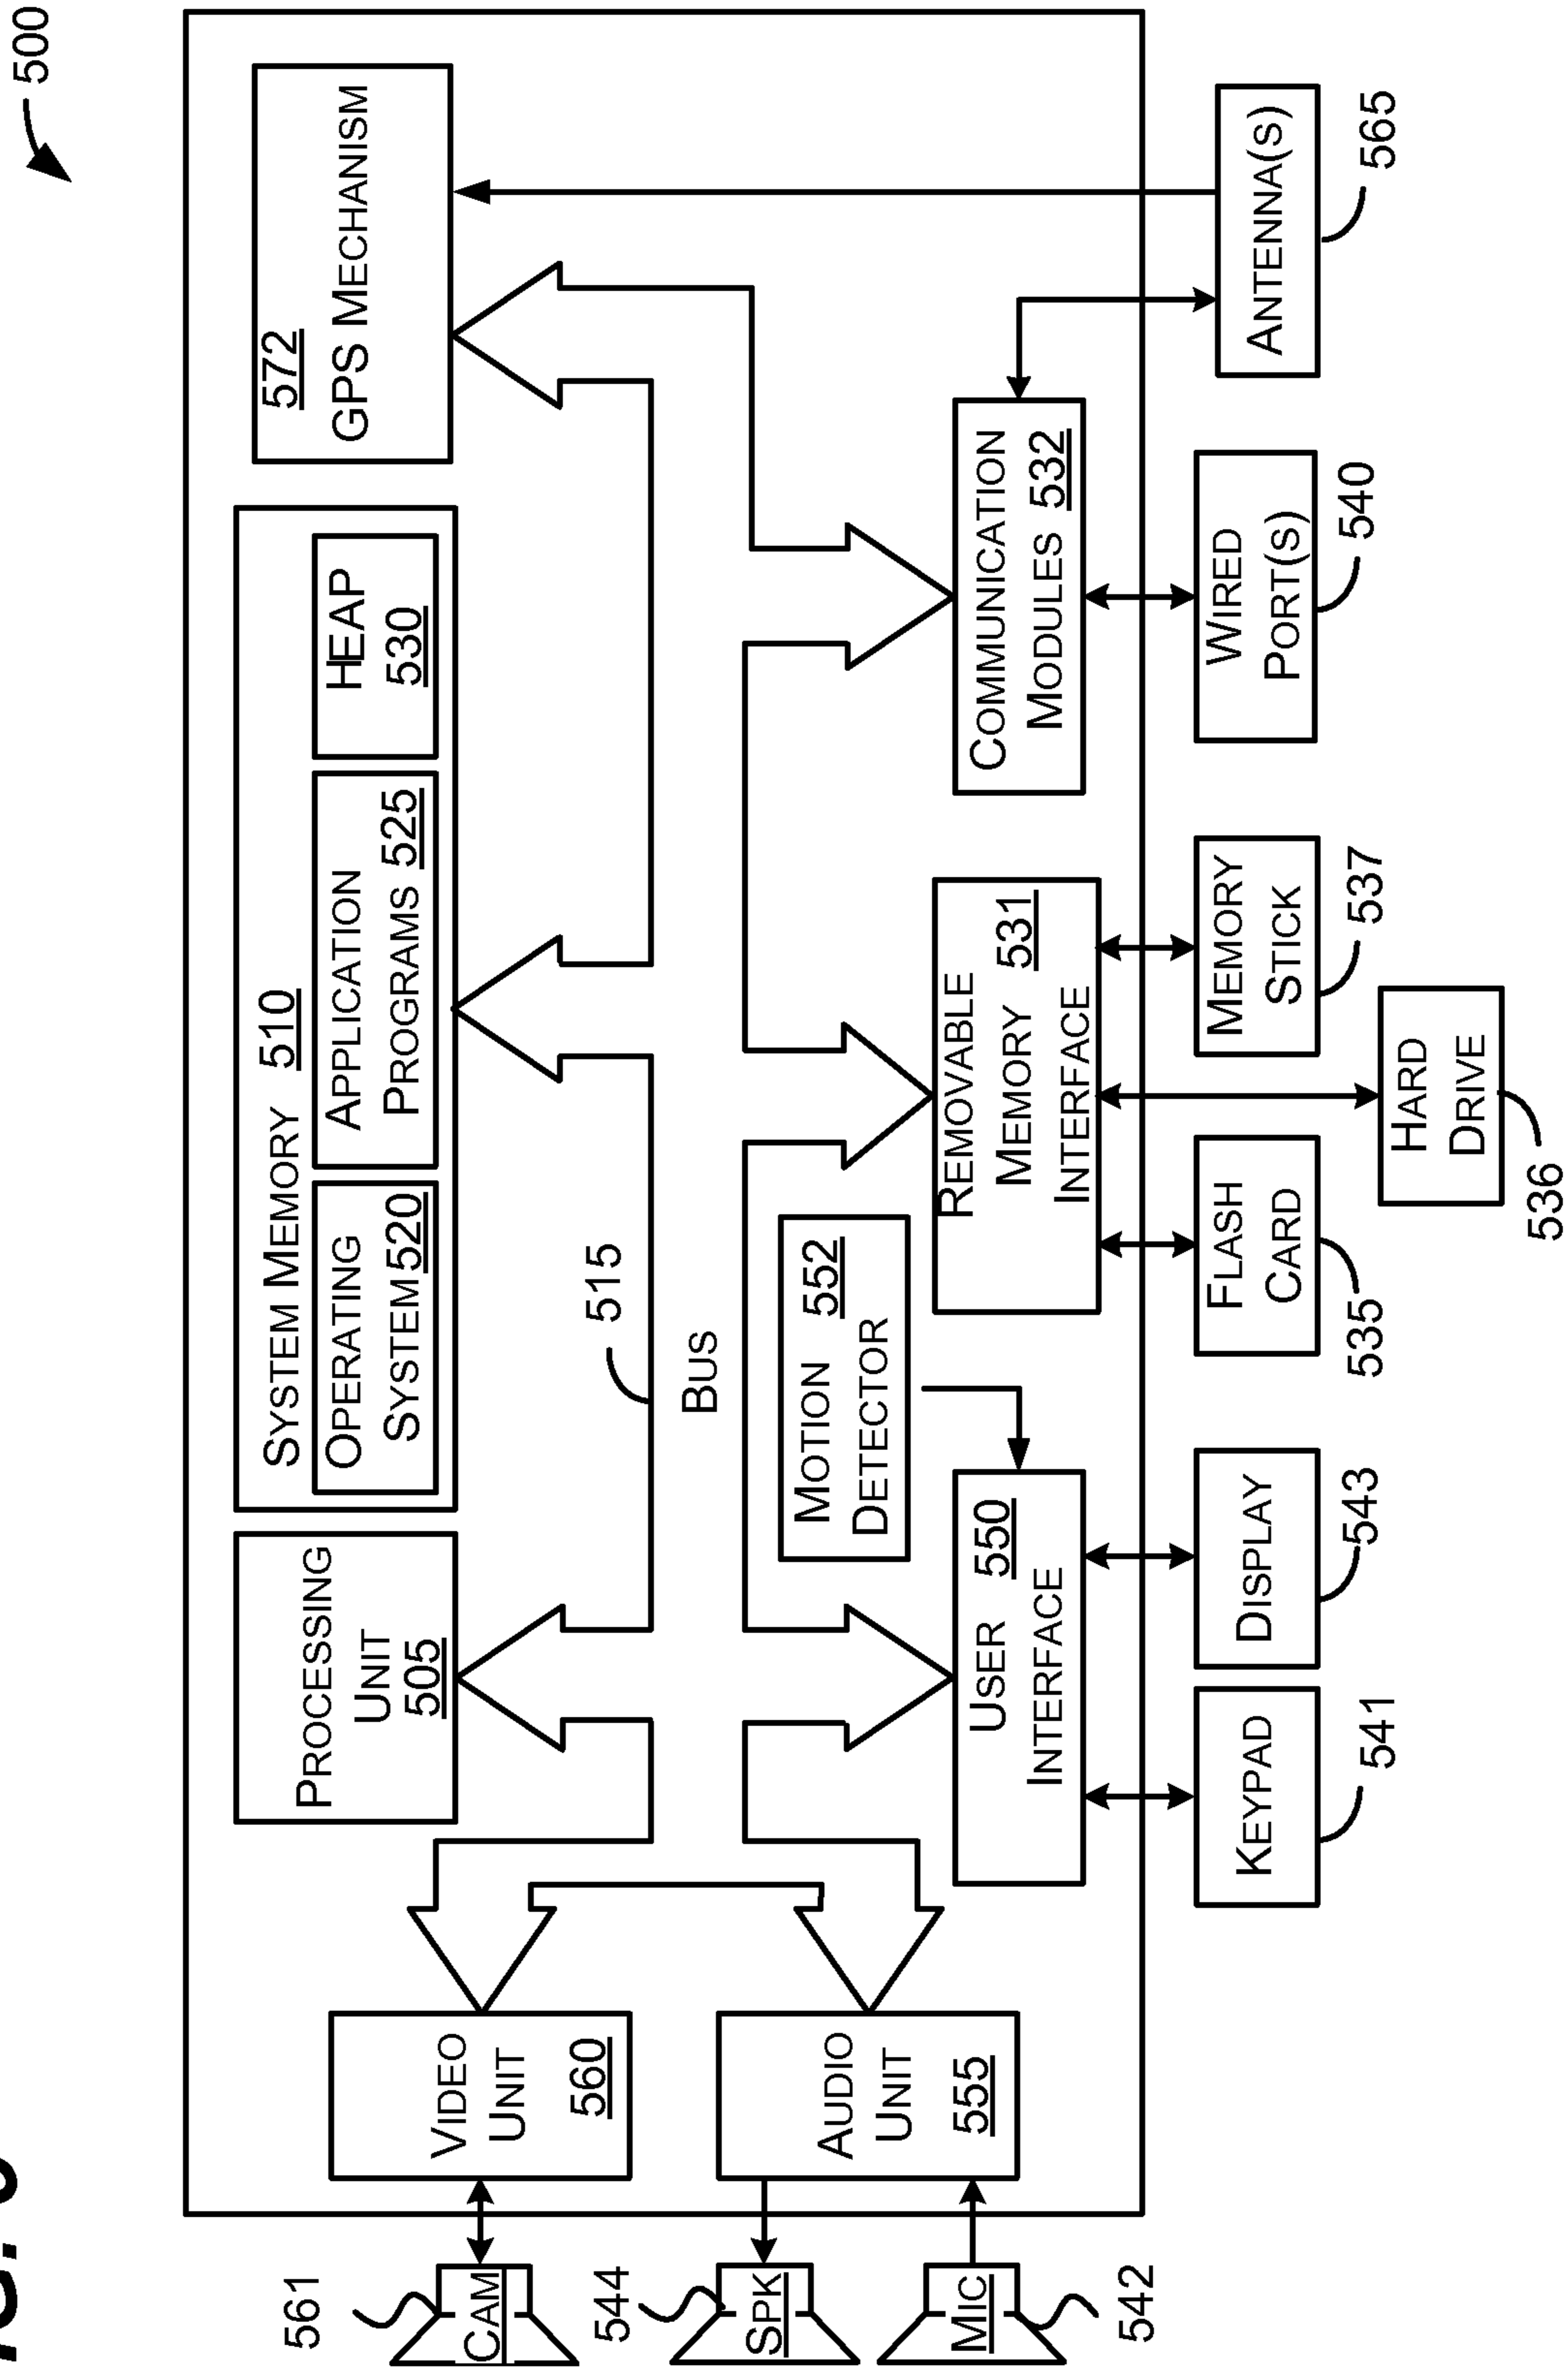 500
PROCESSING
UNIT
505
SYSTEM MEMORY 510
OPERATING
SYSTEM 520
APPLICATION
PROGRAMS 525
HEAP
530
572
GPS MECHANISM
VIDEO
UNIT
560
AUDIO
UNIT
555
515
BUS
MOTION 552
DETECTOR
USER 550
INTERFACE
REMOVABLE
MEMORY 531
INTERFACE
COMMUNICATION
MODULES 532
561
CAM
544
SPK
MIC
542
KEYPAD
541
DISPLAY
543
FLASH
CARD
535
HARD
DRIVE
536
MEMORY
STICK
537
WIRED
PORT(S)
540
ANTENNA(S)
565